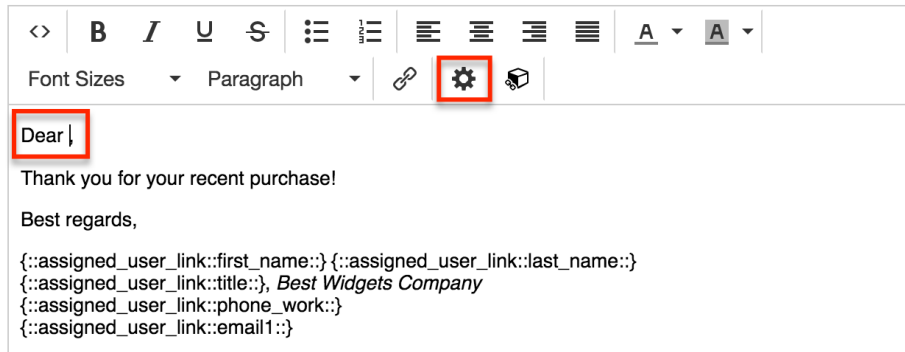 <> B I U S A A
Font Sizes Paragraph
Dear ,
Thank you for your recent purchase!
Best regards,
{::assigned_user_link::first_name::} {::assigned_user_link::last_name::}
{::assigned_user_link::title::}, Best Widgets Company
{::assigned_user_link::phone_work::}
{::assigned_user_link::email1::}